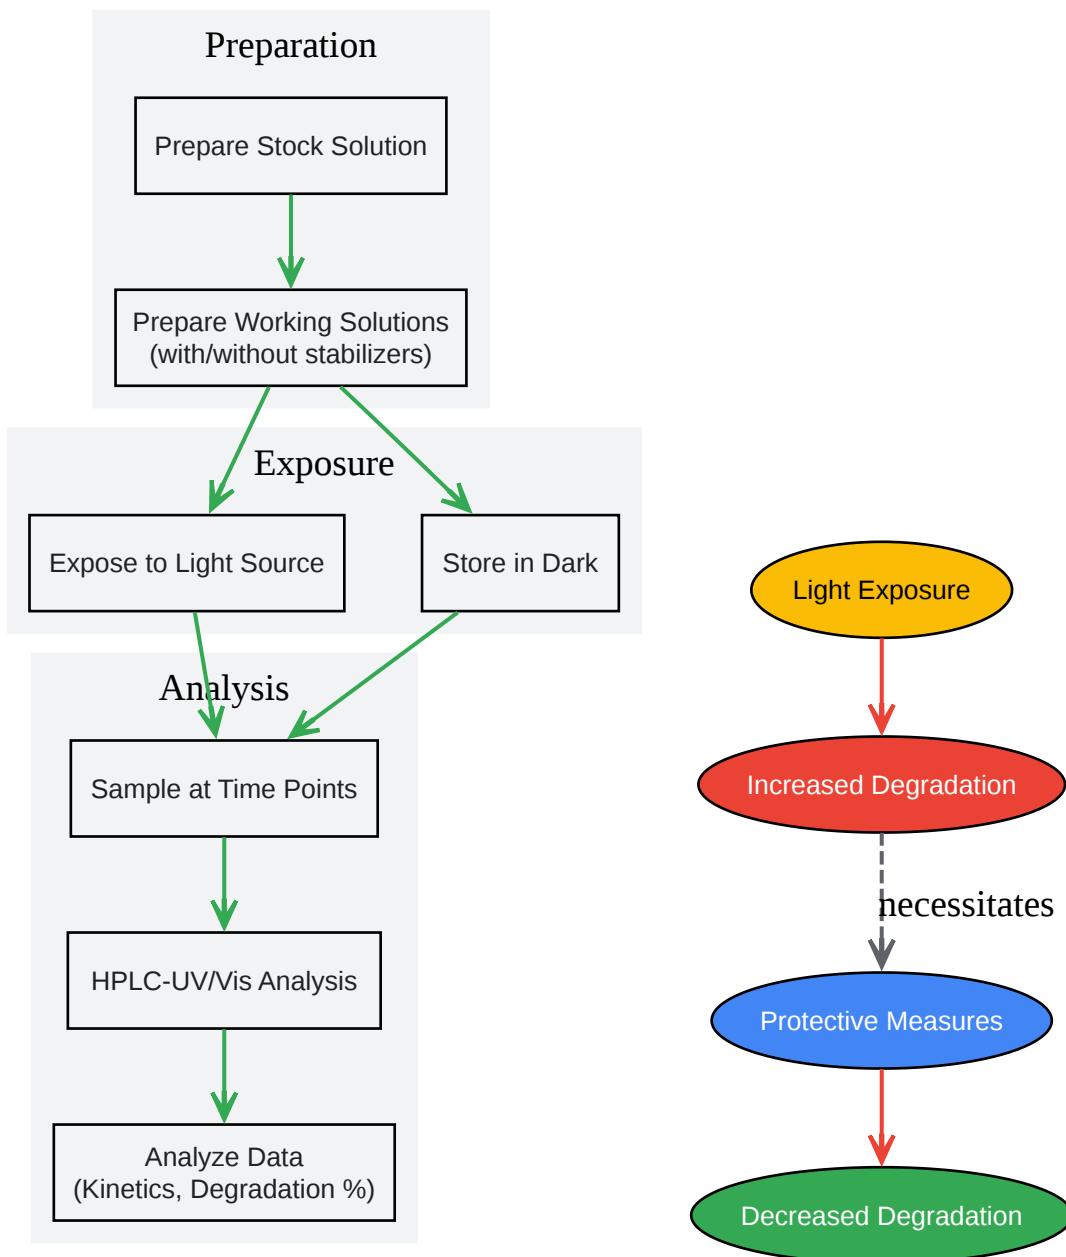 Preparation
Prepare Stock Solution
Prepare Working Solutions
(with/without stabilizers)
Exposure
Expose to Light Source
Store in Dark
Analysis
Sample at Time Points
HPLC-UV/Vis Analysis
Analyze Data
(Kinetics, Degradation %)
Light Exposure
Increased Degradation
necessitates
Protective Measures
Decreased Degradation